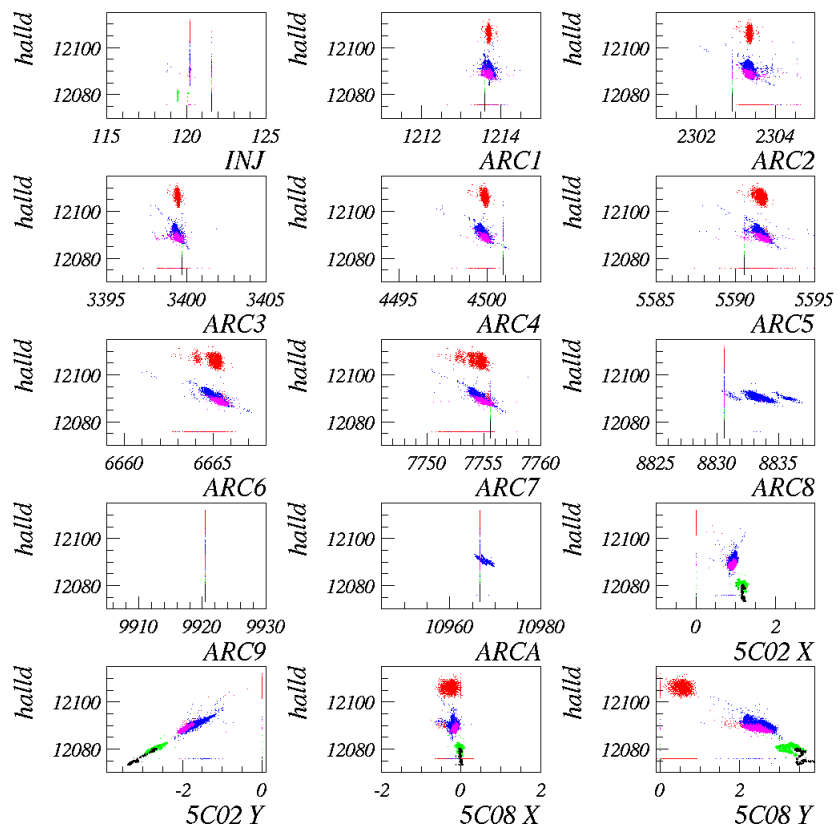 halld 12100 12080 115 120 125 INJ
halld 12100 12080 1212 1214 ARC1
halld 12100 12080 2302 2304 ARC2
halld 12100 12080 3395 3400 3405 ARC3
halld 12100 12080 4495 4500 ARC4
halld 12100 12080 5585 5590 5595 ARC5
halld 12100 12080 6660 6665 ARC6
halld 12100 12080 7750 7755 7760 ARC7
halld 12100 12080 8825 8830 8835 ARC8
halld 12100 12080 9910 9920 9930 ARC9
halld 12100 12080 10960 10980 ARCA
halld 12100 12080 0 2 5C02 X
halld 12100 12080 -2 0 5C02 Y
halld 12100 12080 -2 0 2 5C08 X
halld 12100 12080 0 2 4 5C08 Y